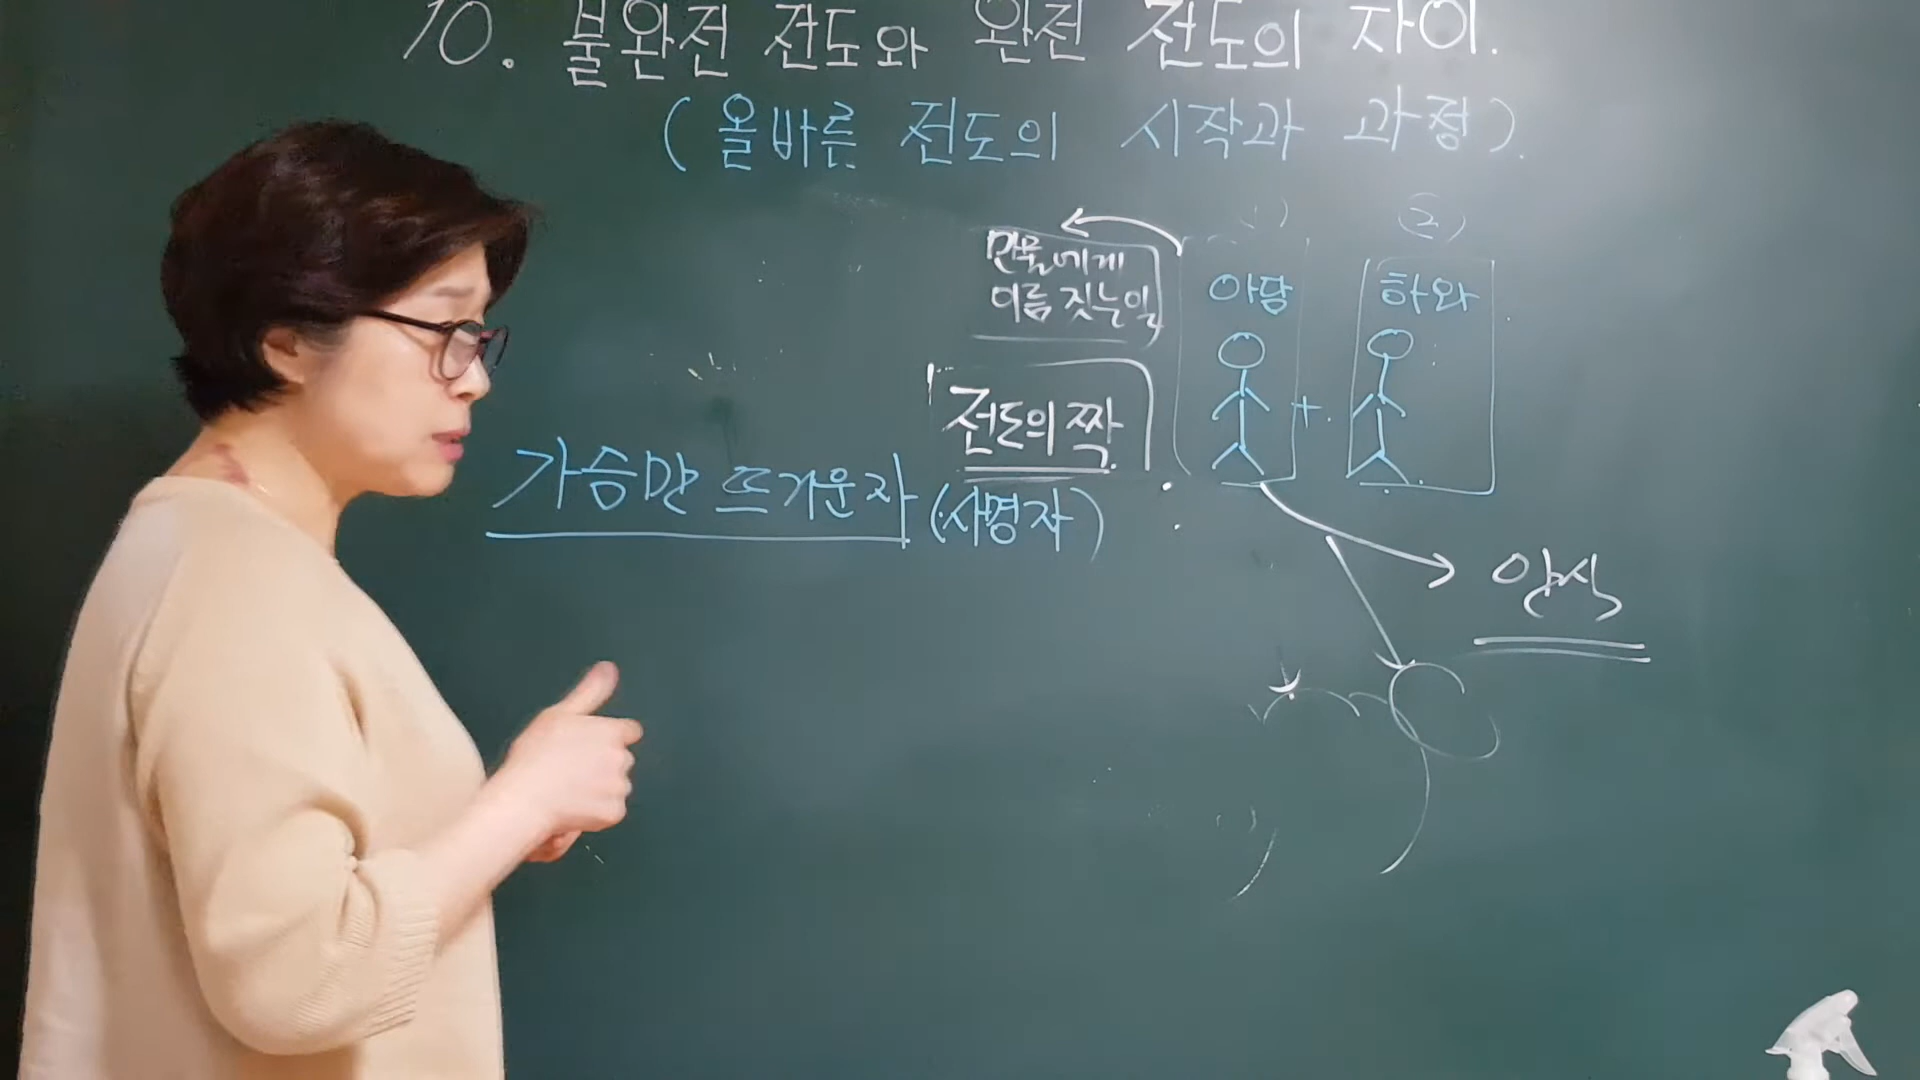 10. 불완전 전도와 완전 전도의 차이.
(올바른 전도의 시작과 과정).
1) (2)
만물에게
이름 짓는일
아담 하와
+
전도의 짝
가슴만 뜨거운자 (사명자) :